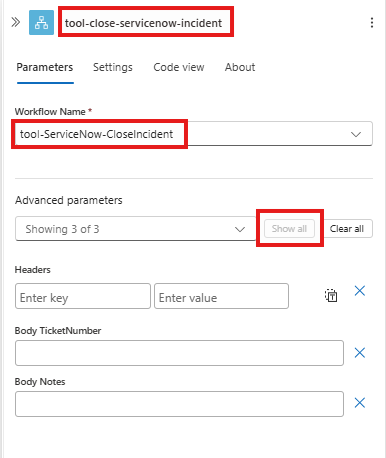 tool-close-servicenow-incident
Parameters Settings Code view About
Workflow Name *
tool-ServiceNow-CloseIncident
Advanced parameters
Showing 3 of 3 Show all Clear all
Headers
Enter key Enter value
Body TicketNumber
Body Notes